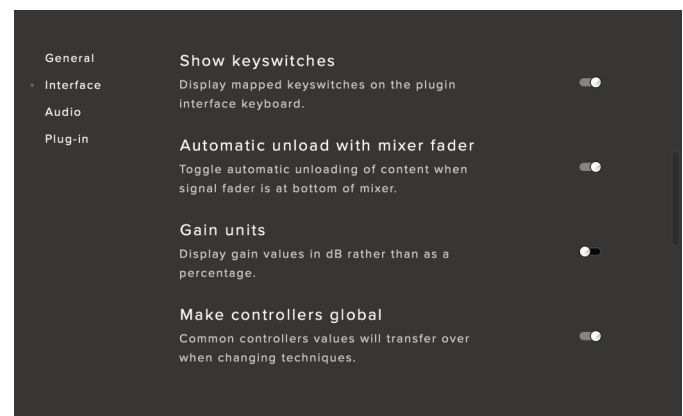 General
Interface
Audio
Plug-in
Show keyswitches
Display mapped keyswitches on the plugin
interface keyboard.
Automatic unload with mixer fader
Toggle automatic unloading of content when
signal fader is at bottom of mixer.
Gain units
Display gain values in dB rather than as a
percentage.
Make controllers global
Common controllers values will transfer over
when changing techniques.